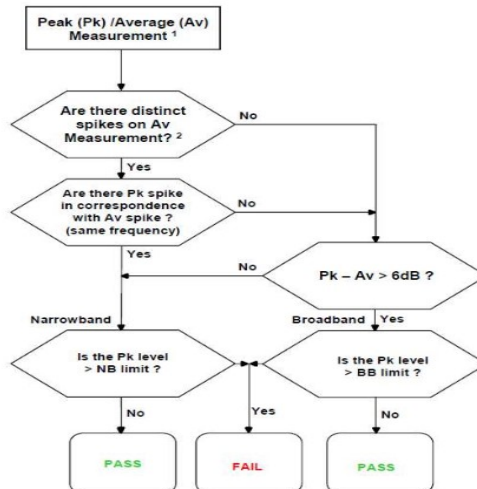 Peak (Pk) /Average (Av)
Measurement ¹
Are there distinct
spikes on Av
Measurement? ²
No
Yes
Are there Pk spike
in correspondence
with Av spike ?
(same frequency)
No
Yes
No
Pk – Av > 6dB ?
Narrowband
Broadband
Yes
Is the Pk level
> NB limit ?
Is the Pk level
> BB limit ?
No
Yes
No
PASS
FAIL
PASS